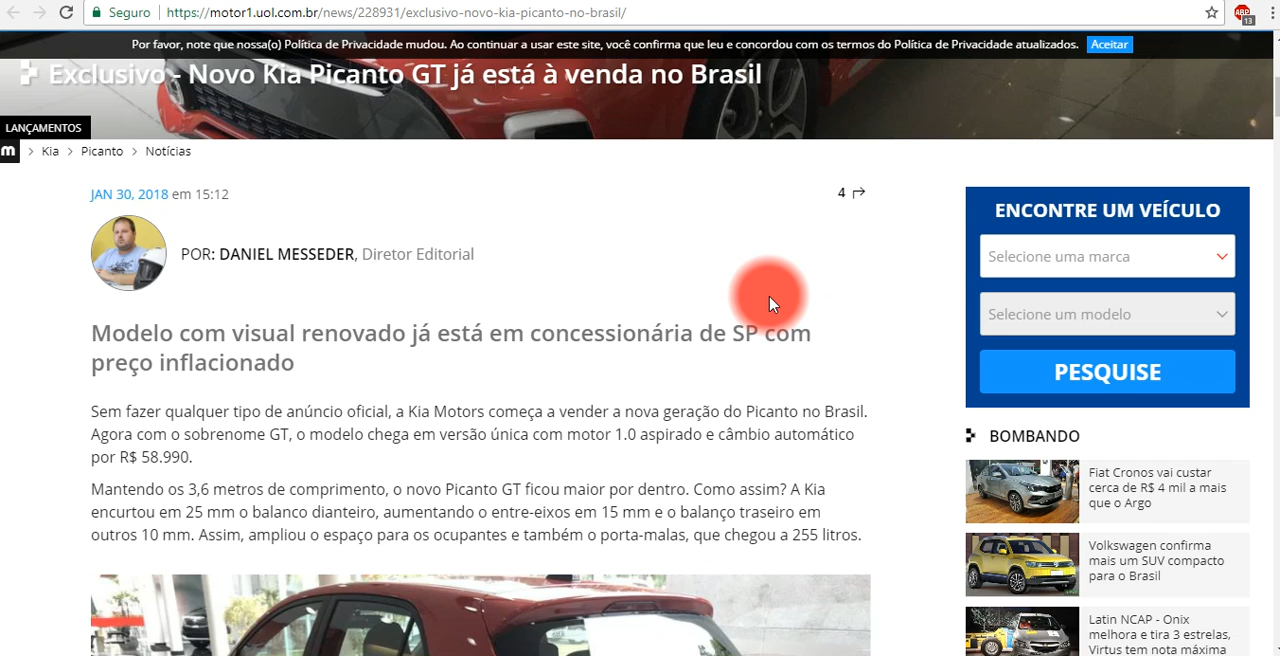 Seguro
https://motor1.uol.com.br/news/228931/exclusivo-novo-kia-picanto-no-brasil/
ABP
13
Por favor, note que nossa(o) Política de Privacidade mudou. Ao continuar a usar este site, você confirma que leu e concordou com os termos do Política de Privacidade atualizados.
Aceitar
Exclusivo - Novo Kia Picanto GT já está à venda no Brasil
LANÇAMENTOS
m > Kia > Picanto > Notícias
JAN 30, 2018 em 15:12
4
POR: DANIEL MESSEDER, Diretor Editorial
Modelo com visual renovado já está em concessionária de SP com
preço inflacionado
Sem fazer qualquer tipo de anúncio oficial, a Kia Motors começa a vender a nova geração do Picanto no Brasil.
Agora com o sobrenome GT, o modelo chega em versão única com motor 1.0 aspirado e câmbio automático
por R$ 58.990.
Mantendo os 3,6 metros de comprimento, o novo Picanto GT ficou maior por dentro. Como assim? A Kia
encurtou em 25 mm o balanco dianteiro, aumentando o entre-eixos em 15 mm e o balanço traseiro em
outros 10 mm. Assim, ampliou o espaço para os ocupantes e também o porta-malas, que chegou a 255 litros.
ENCONTRE UM VEÍCULO
Selecione uma marca
Selecione um modelo
PESQUISE
BOMBANDO
Fiat Cronos vai custar
cerca de R$ 4 mil a mais
que o Argo
Volkswagen confirma
mais um SUV compacto
para o Brasil
Latin NCAP - Onix
melhora e tira 3 estrelas,
Virtus tem nota máxima